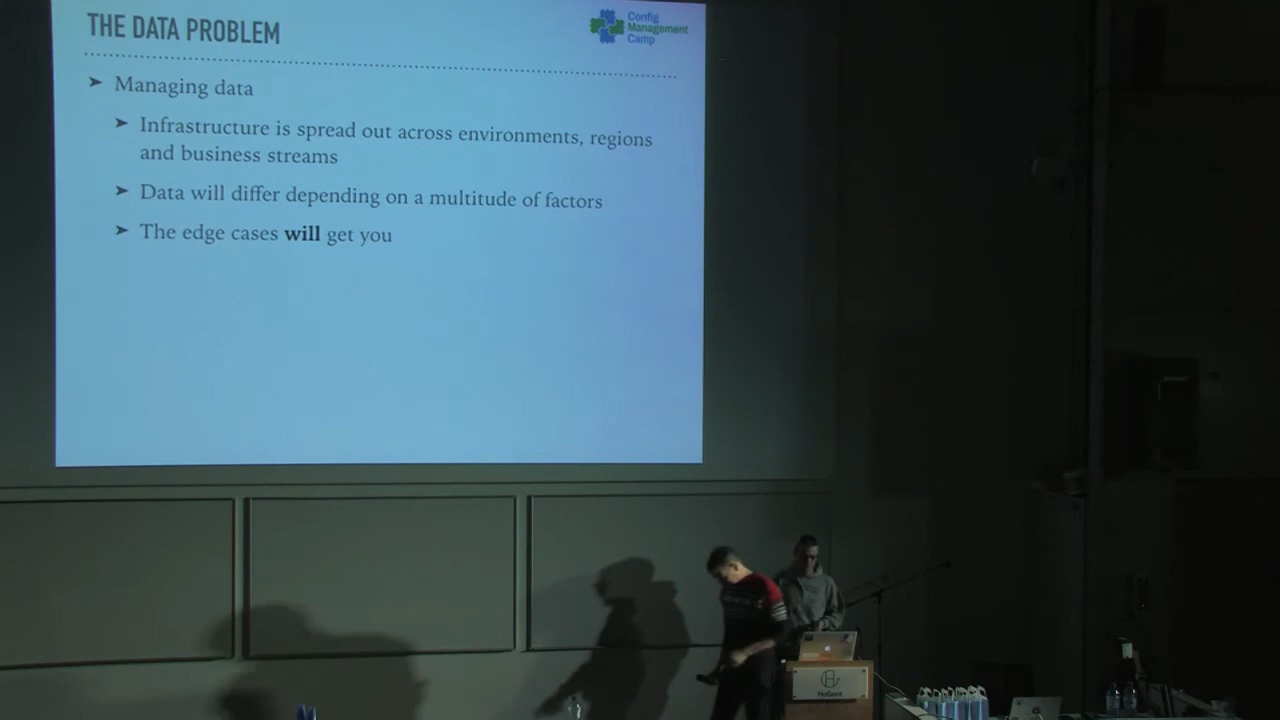 THE DATA PROBLEM
Config
Management
Camp
➤ Managing data
➤ Infrastructure is spread out across environments, regions
and business streams
➤ Data will differ depending on a multitude of factors
➤ The edge cases will get you
HoGent